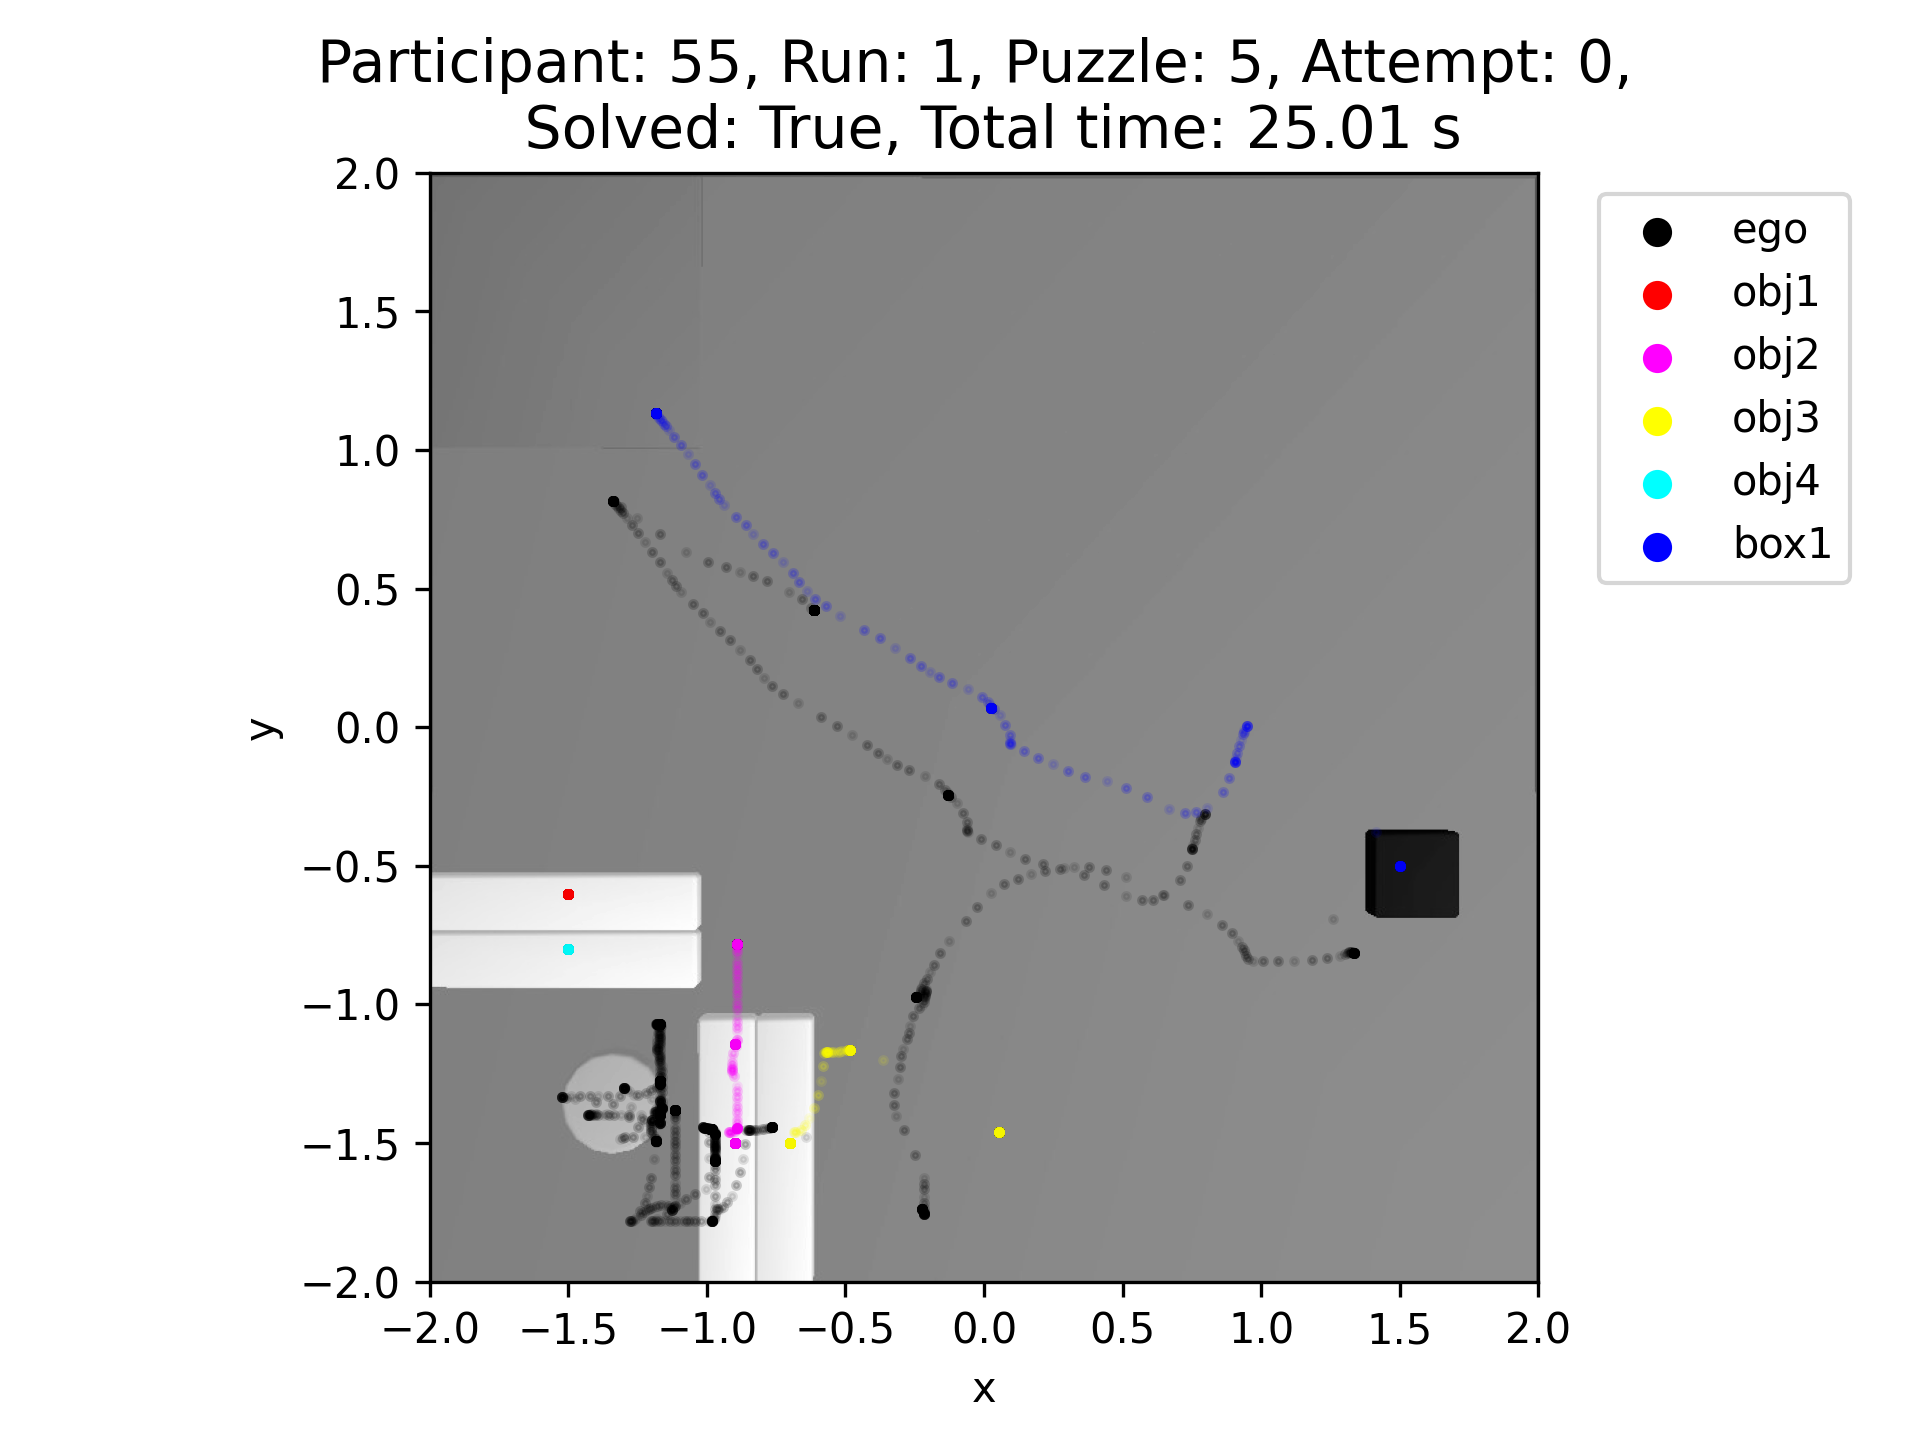 Participant: 55, Run: 1, Puzzle: 5, Attempt: 0,
Solved: True, Total time: 25.01 s
2.0
1.5
1.0
0.5
0.0
−0.5
−1.0
−1.5
−2.0
y
−2.0 −1.5 −1.0 −0.5 0.0 0.5 1.0 1.5 2.0
x
ego
obj1
obj2
obj3
obj4
box1